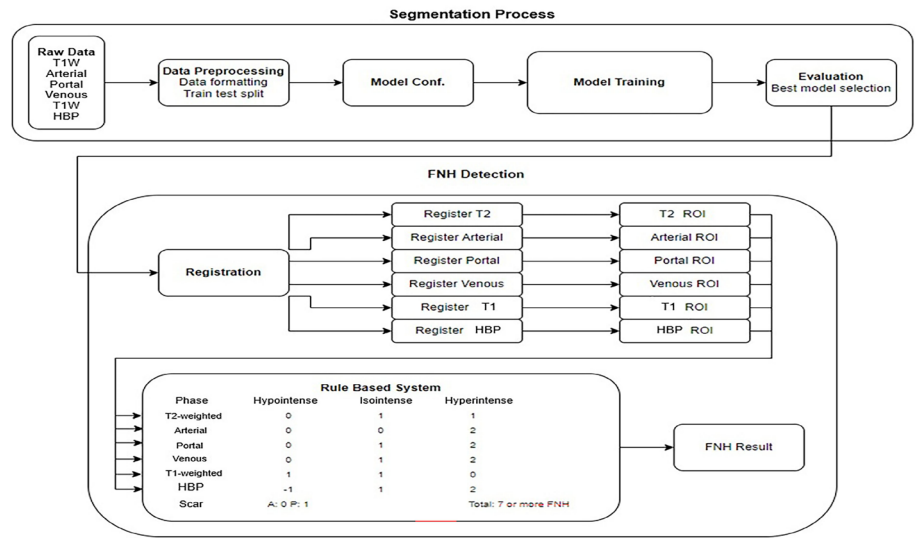 Segmentation Process
Raw Data
T1W
Arterial
Portal
Venous
T1W
HBP
Data Preprocessing
Data formatting
Train test split
Model Conf.
Model Training
Evaluation
Best model selection
FNH Detection
Registration
Register T2
T2 ROI
Register Arterial
Arterial ROI
Register Portal
Portal ROI
Register Venous
Venous ROI
Register T1
T1 ROI
Register HBP
HBP ROI
Rule Based System
Phase Hypointense Isointense Hyperintense
T2-weighted 0 1 1
Arterial 0 0 2
Portal 0 1 2
Venous 0 1 2
T1-weighted 1 1 0
HBP -1 1 2
Scar A: 0 P: 1 Total: 7 or more FNH
FNH Result